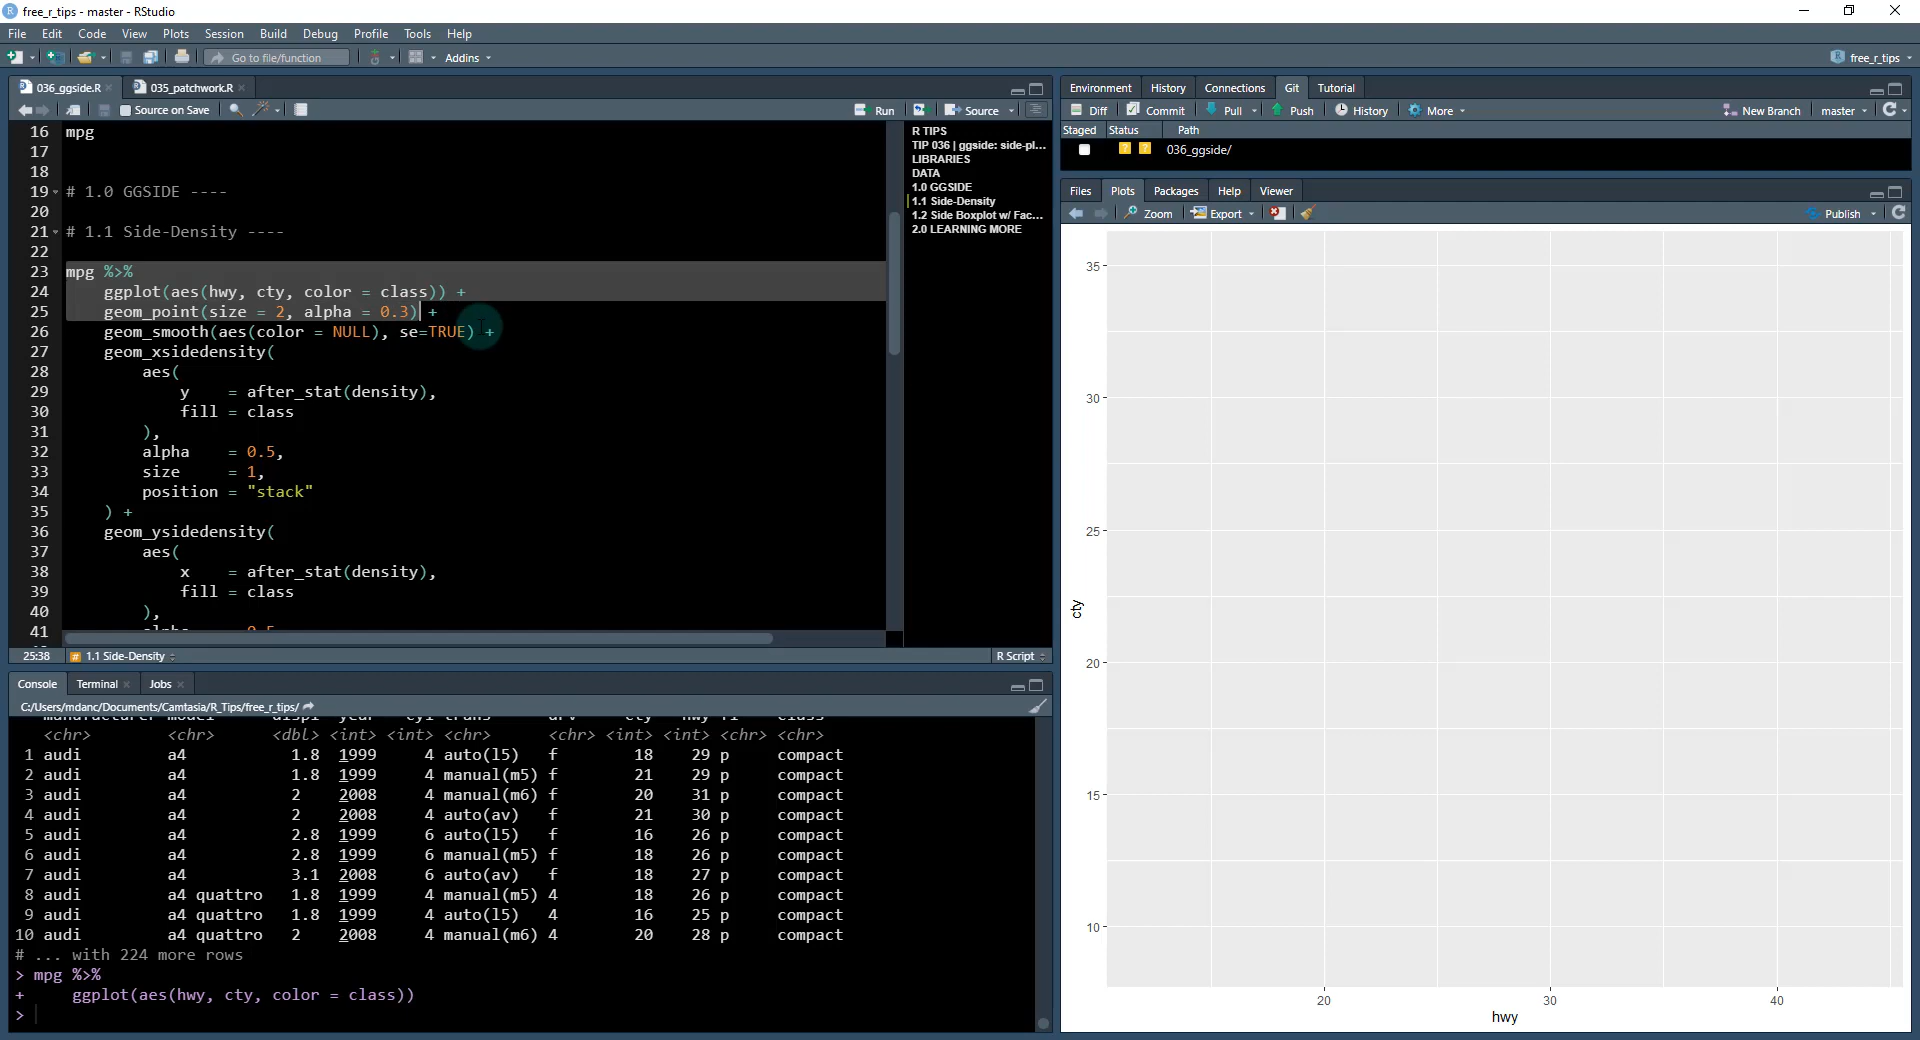 free_r_tips - master - RStudio
File Edit Code View Plots Session Build Debug Profile Tools Help
Go to file/function Addins free_r_tips
036_ggside.R 035_patchwork.R
Source on Save Run Source
16 mpg
17
18
19 # 1.0 GGSIDE ----
20
21 # 1.1 Side-Density ----
22
23 mpg %>%
24 ggplot(aes(hwy, cty, color = class)) +
25 geom_point(size = 2, alpha = 0.3) +
26 geom_smooth(aes(color = NULL), se=TRUE) +
27 geom_xsidedensity(
28 aes(
29 y = after_stat(density),
30 fill = class
31 ),
32 alpha = 0.5,
33 size = 1,
34 position = "stack"
35 ) +
36 geom_ysidedensity(
37 aes(
38 x = after_stat(density),
39 fill = class
40 ),
41 alpha 0.5
25:38 1.1 Side-Density R Script
R TIPS
TIP 036 | ggside: side-pl...
LIBRARIES
DATA
1.0 GGSIDE
1.1 Side-Density
1.2 Side Boxplot w/ Fac...
2.0 LEARNING MORE
Console Terminal Jobs
C:/Users/mdanc/Documents/Camtasia/R_Tips/free_r_tips/
manufacturer model displ year cyl trans drv cty hwy fl class
<chr> <chr> <dbl> <int> <int> <chr> <chr> <int> <int> <chr> <chr>
1 audi a4 1.8 1999 4 auto(l5) f 18 29 p compact
2 audi a4 1.8 1999 4 manual(m5) f 21 29 p compact
3 audi a4 2 2008 4 manual(m6) f 20 31 p compact
4 audi a4 2 2008 4 auto(av) f 21 30 p compact
5 audi a4 2.8 1999 6 auto(l5) f 16 26 p compact
6 audi a4 2.8 1999 6 manual(m5) f 18 26 p compact
7 audi a4 3.1 2008 6 auto(av) f 18 27 p compact
8 audi a4 quattro 1.8 1999 4 manual(m5) 4 18 26 p compact
9 audi a4 quattro 1.8 1999 4 auto(l5) 4 16 25 p compact
10 audi a4 quattro 2 2008 4 manual(m6) 4 20 28 p compact
# ... with 224 more rows
> mpg %>%
+ ggplot(aes(hwy, cty, color = class))
>
Environment History Connections Git Tutorial
Diff Commit Pull Push History More New Branch master
Staged Status Path
? ? 036_ggside/
Files Plots Packages Help Viewer
Zoom Export Publish
35
30
25
20
15
10
cty
20 30 40
hwy